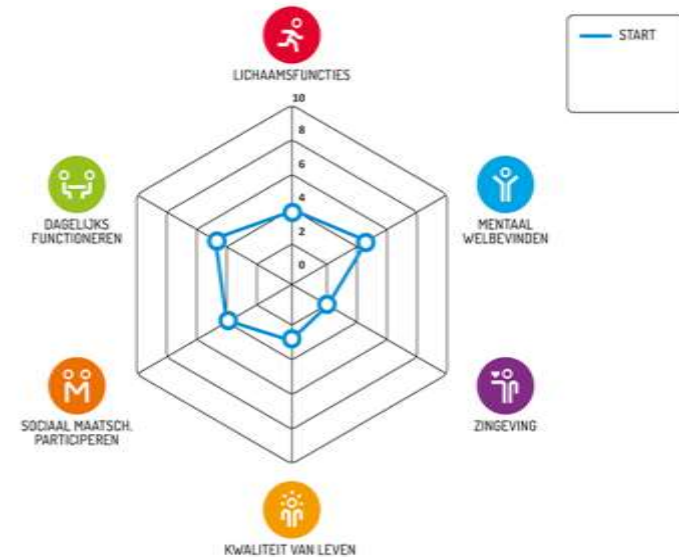 START
LICHAAMSFUNCTIES
10
8
6
4
2
0
DAGELIJKS
FUNCTIONEREN
MENTAAL
WELBEVINDEN
SOCIAAL MAATSCH.
PARTICIPEREN
ZINGEVING
KWALITEIT VAN LEVEN